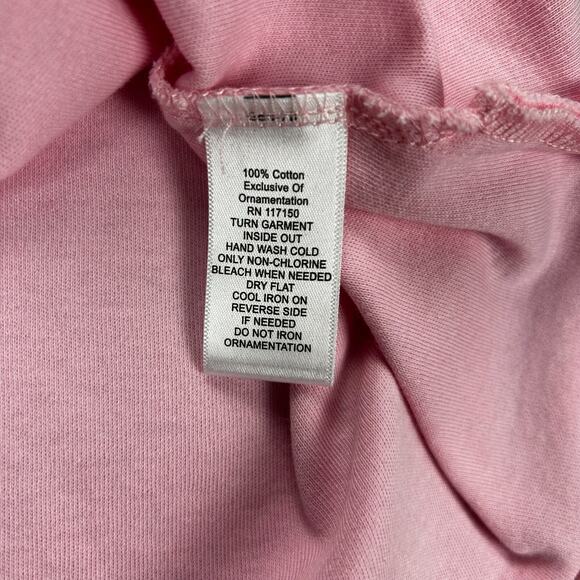 100% Cotton
Exclusive Of
Ornamentation
RN 117150
TURN GARMENT
INSIDE OUT
HAND WASH COLD
ONLY NON-CHLORINE
BLEACH WHEN NEEDED
DRY FLAT
COOL IRON ON
REVERSE SIDE
IF NEEDED
DO NOT IRON
ORNAMENTATION